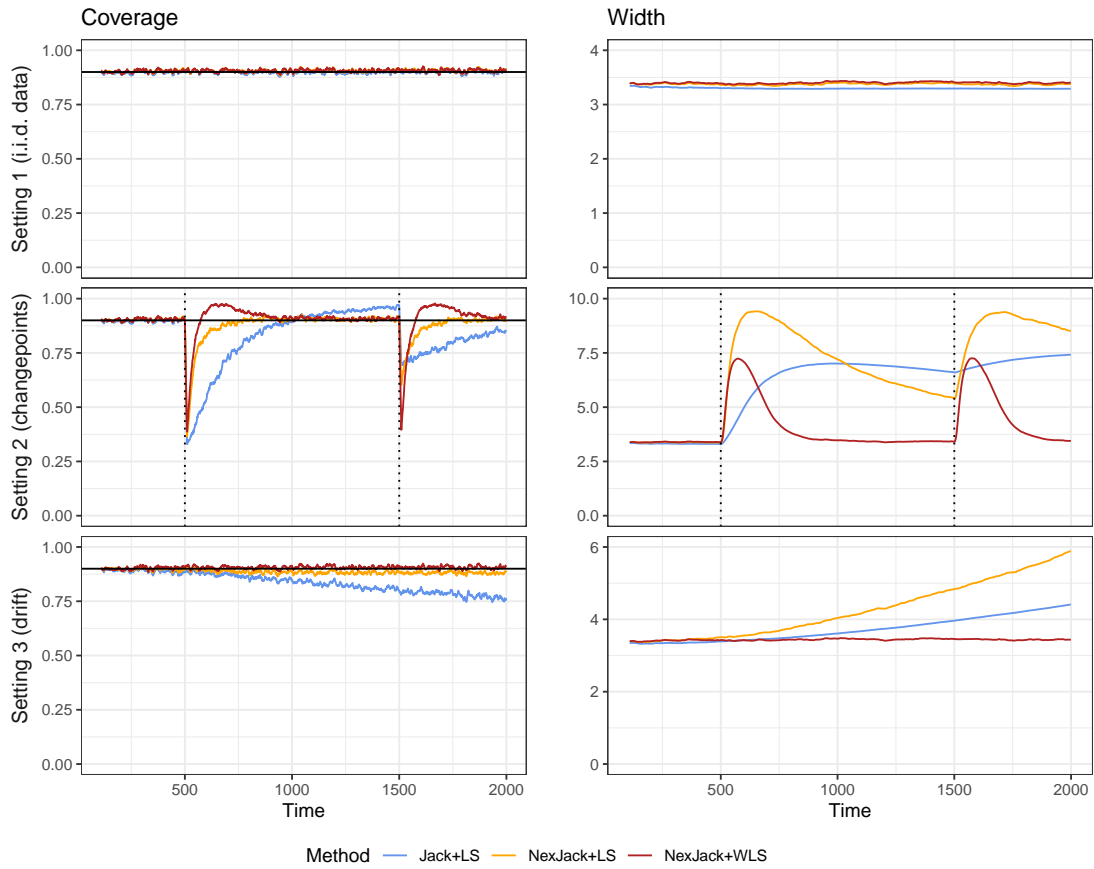 Coverage
Width
Setting 1 (i.i.d. data)
1.00
0.75
0.50
0.25
0.00
4
3
2
1
0
Setting 2 (changepoints)
1.00
0.75
0.50
0.25
0.00
10.0
7.5
5.0
2.5
0.0
Setting 3 (drift)
1.00
0.75
0.50
0.25
0.00
6
4
2
0
500 1000 1500 2000
500 1000 1500 2000
Time
Time
Method Jack+LS NexJack+LS NexJack+WLS